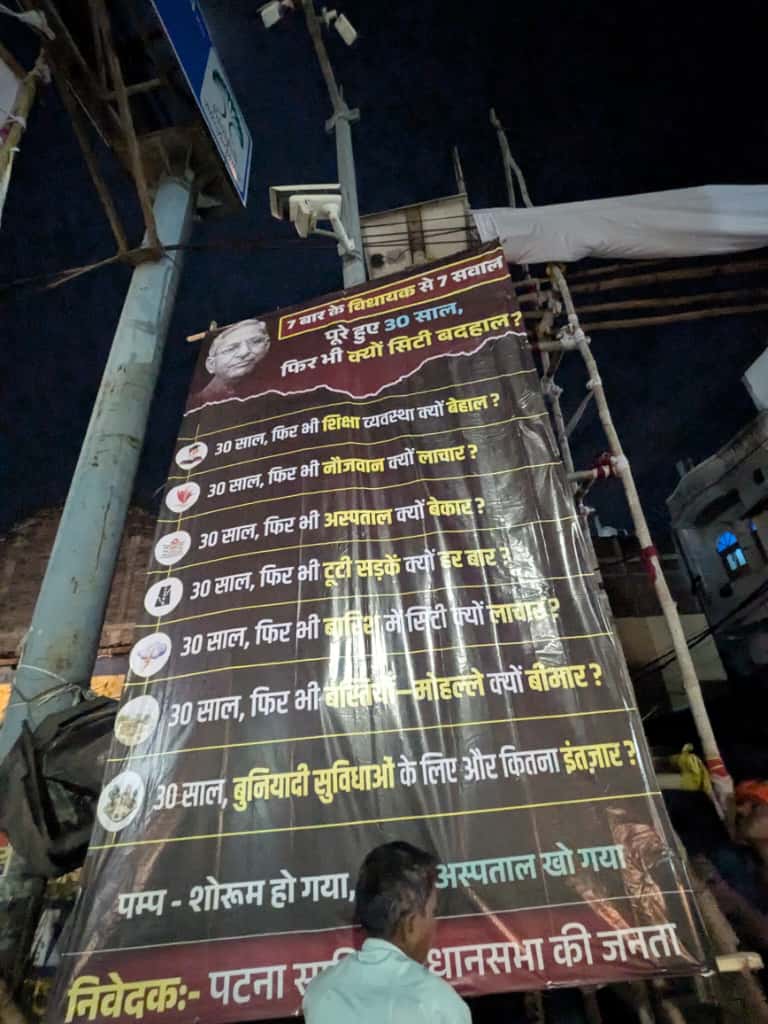 7 बार के विधायक से 7 सवाल
पूरे हुए 30 साल,
फिर भी क्यों सिटी बदहाल?
30 साल, फिर भी शिक्षा व्यवस्था क्यों बेहाल ?
30 साल, फिर भी नौजवान क्यों लाचार ?
30 साल, फिर भी अस्पताल क्यों बेकार ?
30 साल, फिर भी टूटी सड़कें क्यों हर बार ?
30 साल, फिर भी बारिश में सिटी क्यों लाचार ?
30 साल, फिर भी बस्तियाँ–मोहल्ले क्यों बीमार ?
30 साल, बुनियादी सुविधाओं के लिए और कितना इंतज़ार ?
पम्प - शोरूम हो गया, अस्पताल खो गया
निवेदक:- पटना की जनता